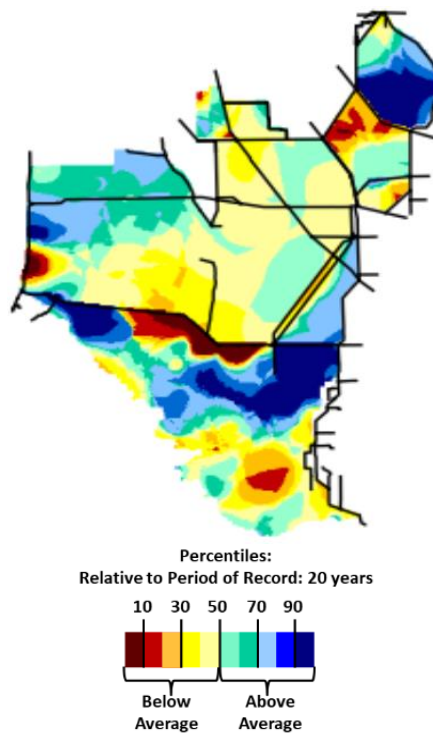 Percentiles:
Relative to Period of Record: 20 years
10 30 50 70 90
Below Above
Average Average